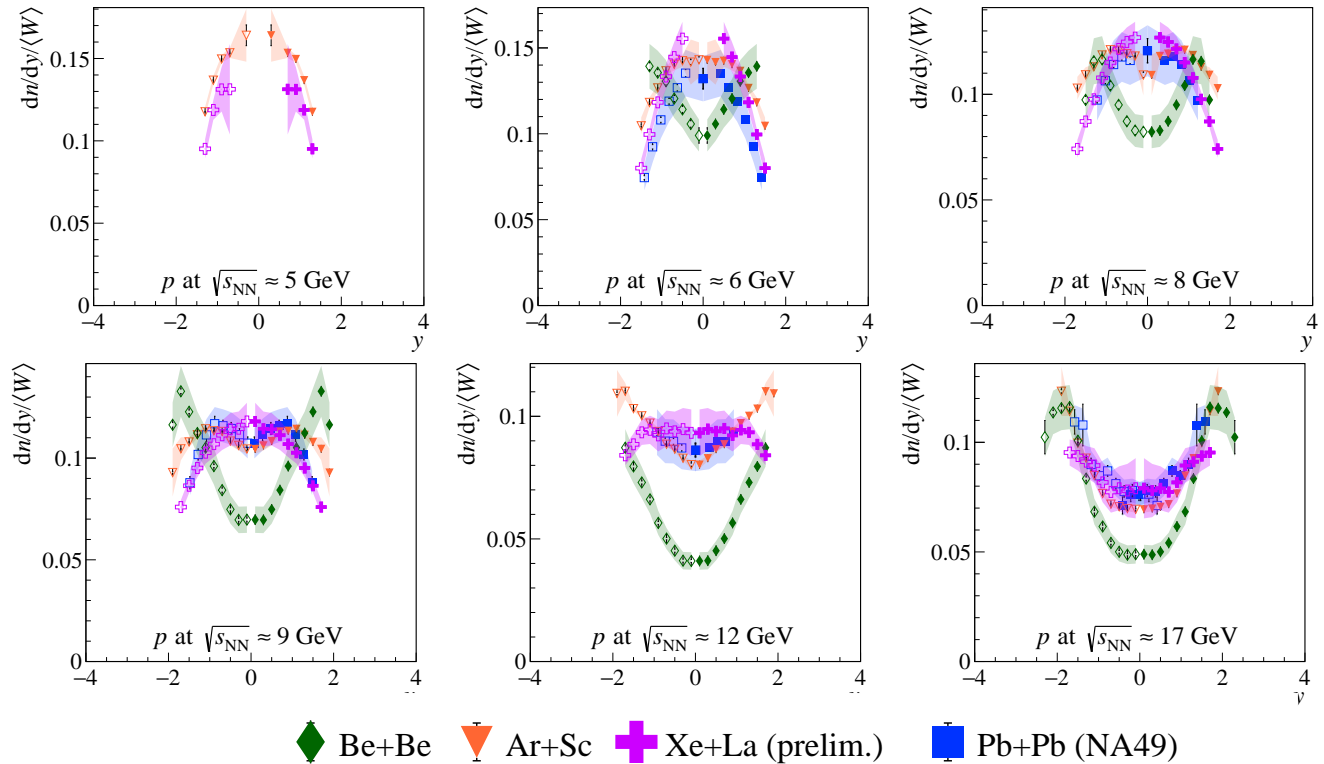 dn/dy/⟨W⟩
0.15
0.1
0.05
0
p at √sNN ≈ 5 GeV
−4 −2 0 2 4
y
dn/dy/⟨W⟩
0.15
0.1
0.05
0
p at √sNN ≈ 6 GeV
−4 −2 0 2 4
y
dn/dy/⟨W⟩
0.1
0.05
0
p at √sNN ≈ 8 GeV
−4 −2 0 2 4
y
dn/dy/⟨W⟩
0.1
0.05
0
p at √sNN ≈ 9 GeV
−4 −2 0 2 4
dn/dy/⟨W⟩
0.1
0.05
0
p at √sNN ≈ 12 GeV
−4 −2 0 2 4
dn/dy/⟨W⟩
0.1
0.05
0
p at √sNN ≈ 17 GeV
−4 −2 0 2 4
y
Be+Be Ar+Sc Xe+La (prelim.) Pb+Pb (NA49)